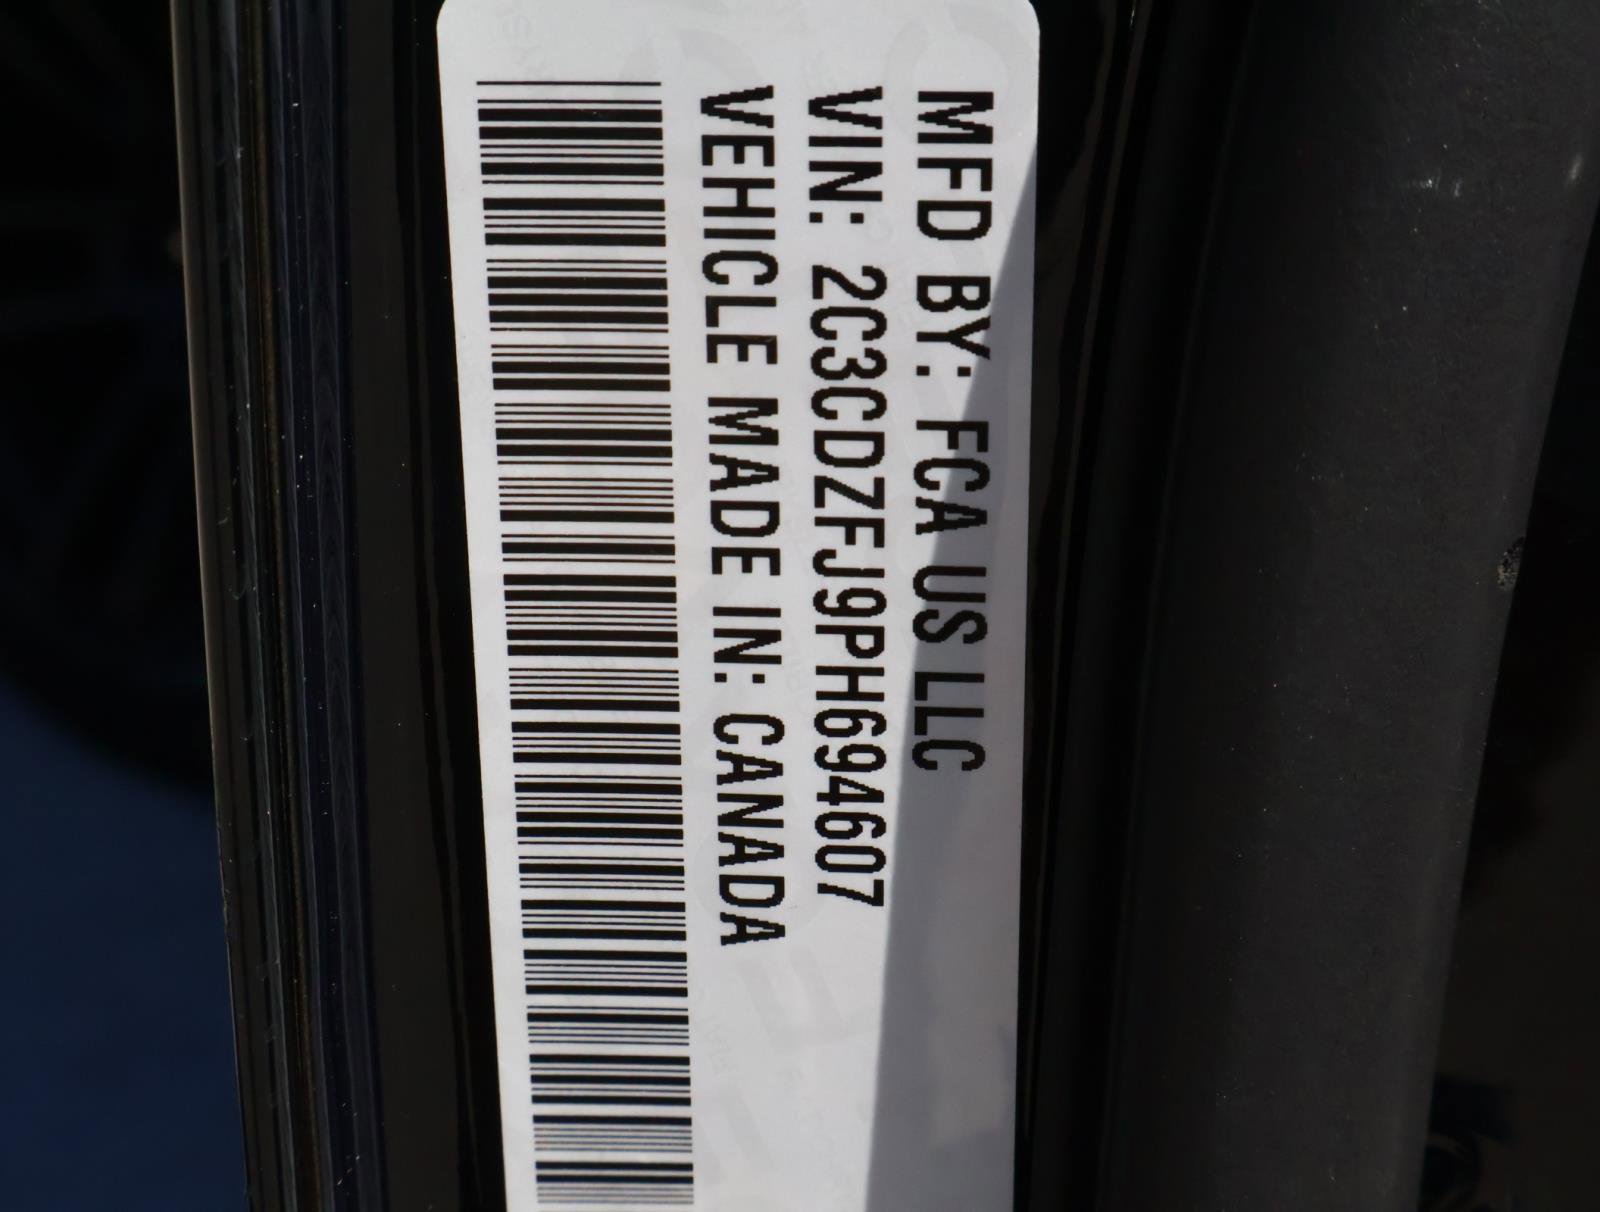 MFD BY: FCA US LLC
VIN: 2C3CDZFJ9PH694607
VEHICLE MADE IN: CANADA